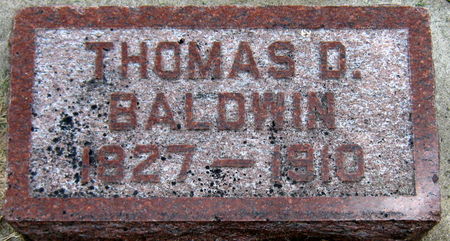 THOMAS D.
BALDWIN
1827 — 1910